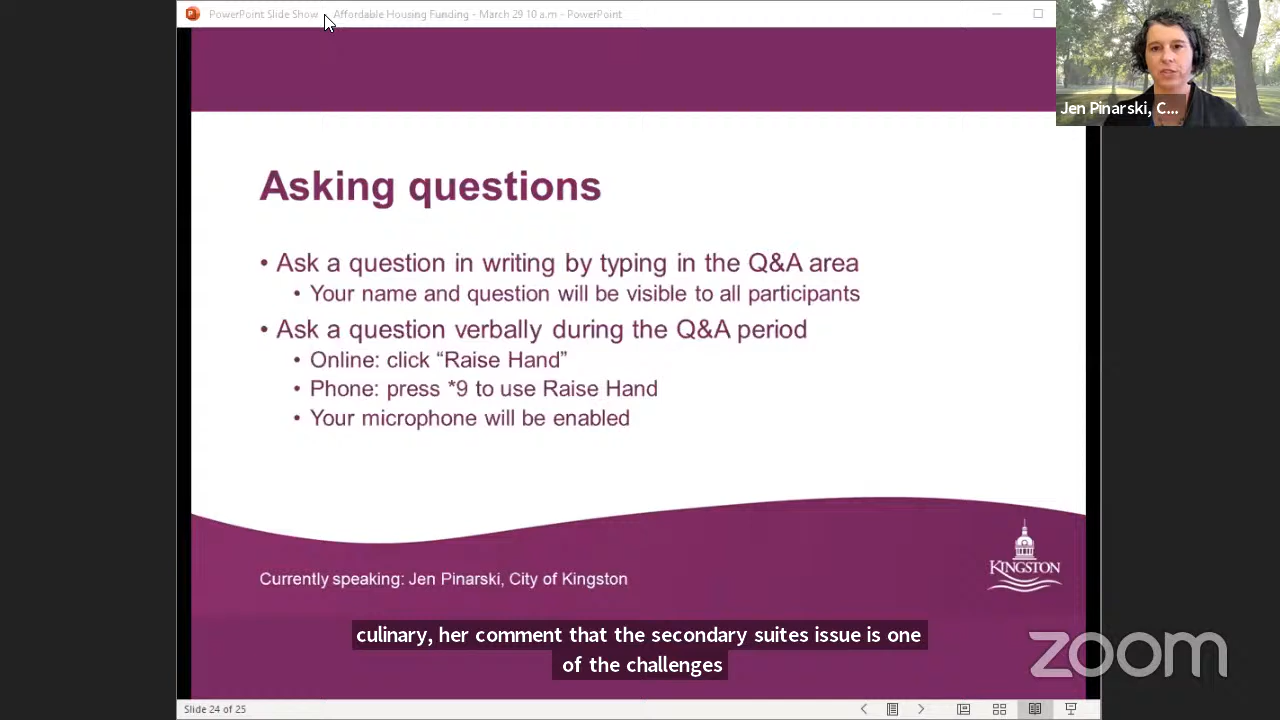 PowerPoint Slide Show - Affordable Housing Funding - March 29 10 a.m - PowerPoint
Jen Pinarski, C...
Asking questions
• Ask a question in writing by typing in the Q&A area
• Your name and question will be visible to all participants
• Ask a question verbally during the Q&A period
• Online: click “Raise Hand”
• Phone: press *9 to use Raise Hand
• Your microphone will be enabled
KINGSTON
Currently speaking: Jen Pinarski, City of Kingston
culinary, her comment that the secondary suites issue is one
of the challenges
zoom
Slide 24 of 25